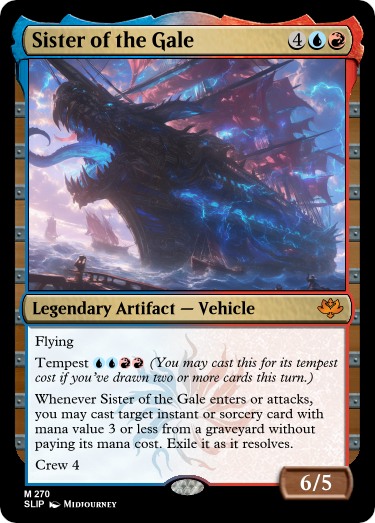 Sister of the Gale 4
Legendary Artifact — Vehicle
Flying
Tempest (You may cast this for its tempest
cost if you've drawn two or more cards this turn.)
Whenever Sister of the Gale enters or attacks,
you may cast target instant or sorcery card with
mana value 3 or less from a graveyard without
paying its mana cost. Exile it as it resolves.
Crew 4
6/5
M 270
SLIP Midjourney